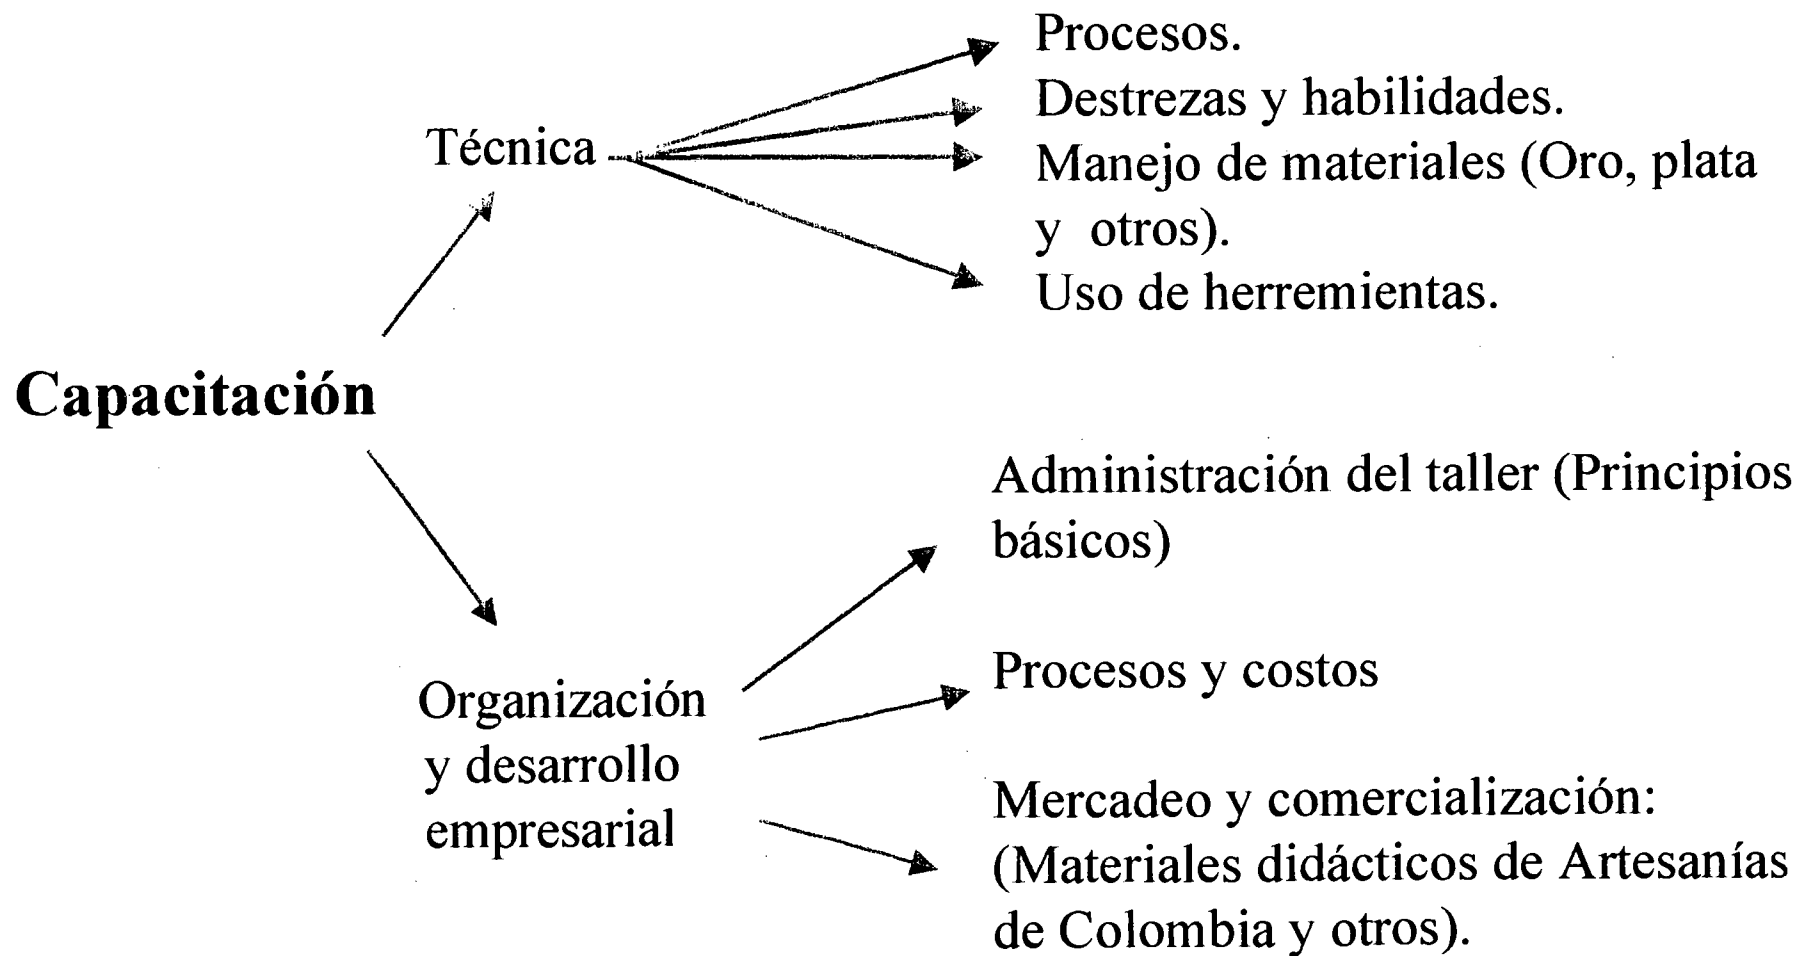 Procesos.
Destrezas y habilidades.
Técnica
Manejo de materiales (Oro, plata
y otros).
Uso de herremientas.
Capacitación
Administración del taller (Principios
básicos)
Procesos y costos
Organización
y desarrollo
empresarial
Mercadeo y comercialización:
(Materiales didácticos de Artesanías
de Colombia y otros).